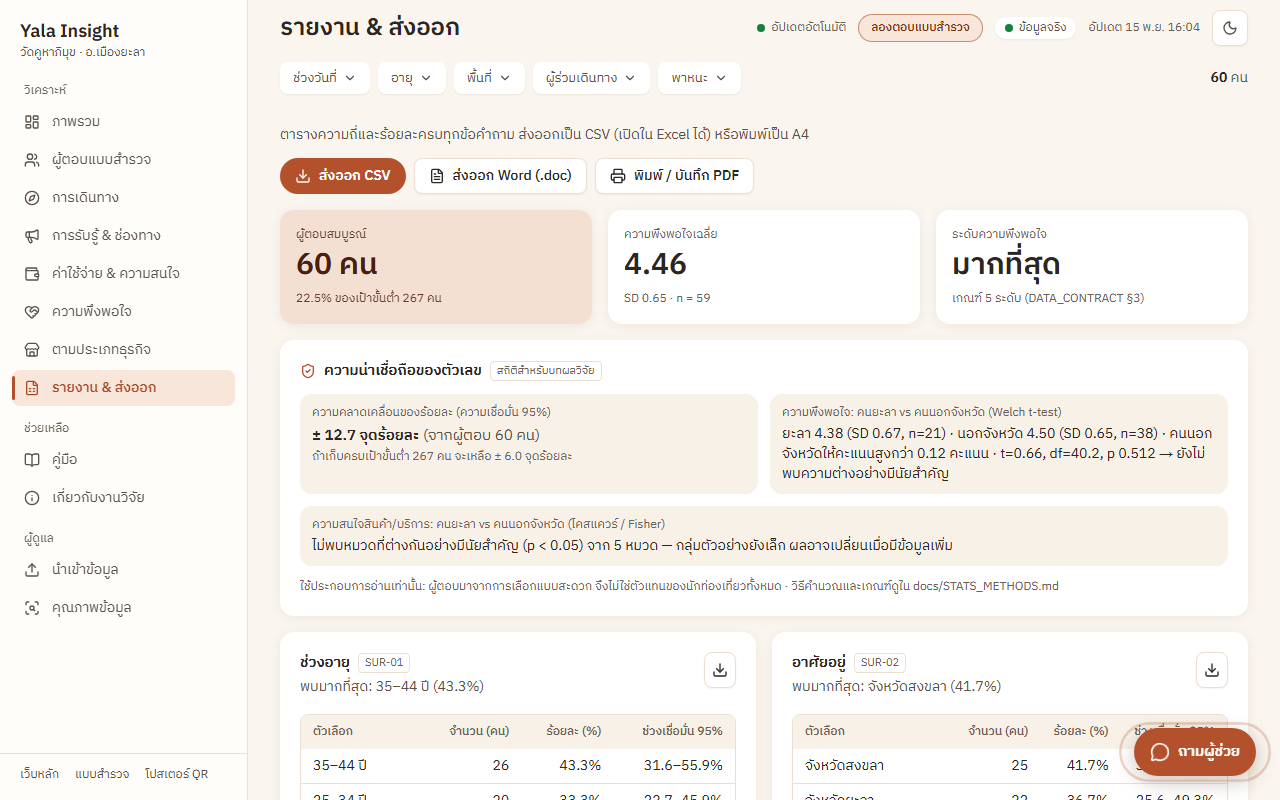 Yala Insight
วัดคูหาภิมุข · อ.เมืองยะลา
วิเคราะห์
ภาพรวม
ผู้ตอบแบบสำรวจ
การเดินทาง
การรับรู้ & ช่องทาง
ค่าใช้จ่าย & ความสนใจ
ความพึงพอใจ
ตามประเภทธุรกิจ
รายงาน & ส่งออก
ช่วยเหลือ
คู่มือ
เกี่ยวกับงานวิจัย
ผู้ดูแล
นำเข้าข้อมูล
คุณภาพข้อมูล
เว็บหลัก แบบสำรวจ โปสเตอร์ QR
รายงาน & ส่งออก
อัปเดตอัตโนมัติ ลองตอบแบบสำรวจ ข้อมูลจริง อัปเดต 15 พ.ย. 16:04
ช่วงวันที่ อายุ พื้นที่ ผู้ร่วมเดินทาง พาหนะ 60 คน
ตารางความถี่และร้อยละครบทุกข้อคำถาม ส่งออกเป็น CSV (เปิดใน Excel ได้) หรือพิมพ์เป็น A4
ส่งออก CSV ส่งออก Word (.doc) พิมพ์ / บันทึก PDF
ผู้ตอบสมบูรณ์
60 คน
22.5% ของเป้าขั้นต่ำ 267 คน
ความพึงพอใจเฉลี่ย
4.46
SD 0.65 · n = 59
ระดับความพึงพอใจ
มากที่สุด
เกณฑ์ 5 ระดับ (DATA_CONTRACT §3)
ความน่าเชื่อถือของตัวเลข สถิติสำหรับบทผลวิจัย
ความคลาดเคลื่อนของร้อยละ (ความเชื่อมั่น 95%)
± 12.7 จุดร้อยละ (จากผู้ตอบ 60 คน)
ถ้าเก็บครบเป้าขั้นต่ำ 267 คน จะเหลือ ± 6.0 จุดร้อยละ
ความพึงพอใจ: คนยะลา vs คนนอกจังหวัด (Welch t-test)
ยะลา 4.38 (SD 0.67, n=21) · นอกจังหวัด 4.50 (SD 0.65, n=38) · คนนอก
จังหวัดให้คะแนนสูงกว่า 0.12 คะแนน · t=0.66, df=40.2, p 0.512 → ยังไม่
พบความต่างอย่างมีนัยสำคัญ
ความสนใจสินค้า/บริการ: คนยะลา vs คนนอกจังหวัด (ไคสแควร์ / Fisher)
ไม่พบหมวดที่ต่างกันอย่างมีนัยสำคัญ (p < 0.05) จาก 5 หมวด — กลุ่มตัวอย่างยังเล็ก ผลอาจเปลี่ยนเมื่อมีข้อมูลเพิ่ม
ใช้ประกอบการอ่านเท่านั้น: ผู้ตอบมาจากการเลือกแบบสะดวก จึงไม่ใช่ตัวแทนของนักท่องเที่ยวทั้งหมด · วิธีคำนวณและเกณฑ์ดูใน docs/STATS_METHODS.md
ช่วงอายุ SUR-01
พบมากที่สุด: 35–44 ปี (43.3%)
ตัวเลือก จำนวน (คน) ร้อยละ (%) ช่วงเชื่อมั่น 95%
35–44 ปี 26 43.3% 31.6–55.9%
25–34 ปี 20 33.3% 22.7–45.9%
อาศัยอยู่ SUR-02
พบมากที่สุด: จังหวัดสงขลา (41.7%)
ตัวเลือก จำนวน (คน) ร้อยละ (%)
จังหวัดสงขลา 25 41.7%
จังหวัดยะลา 22 36.7% 25.6–49.3%
ถามผู้ช่วย